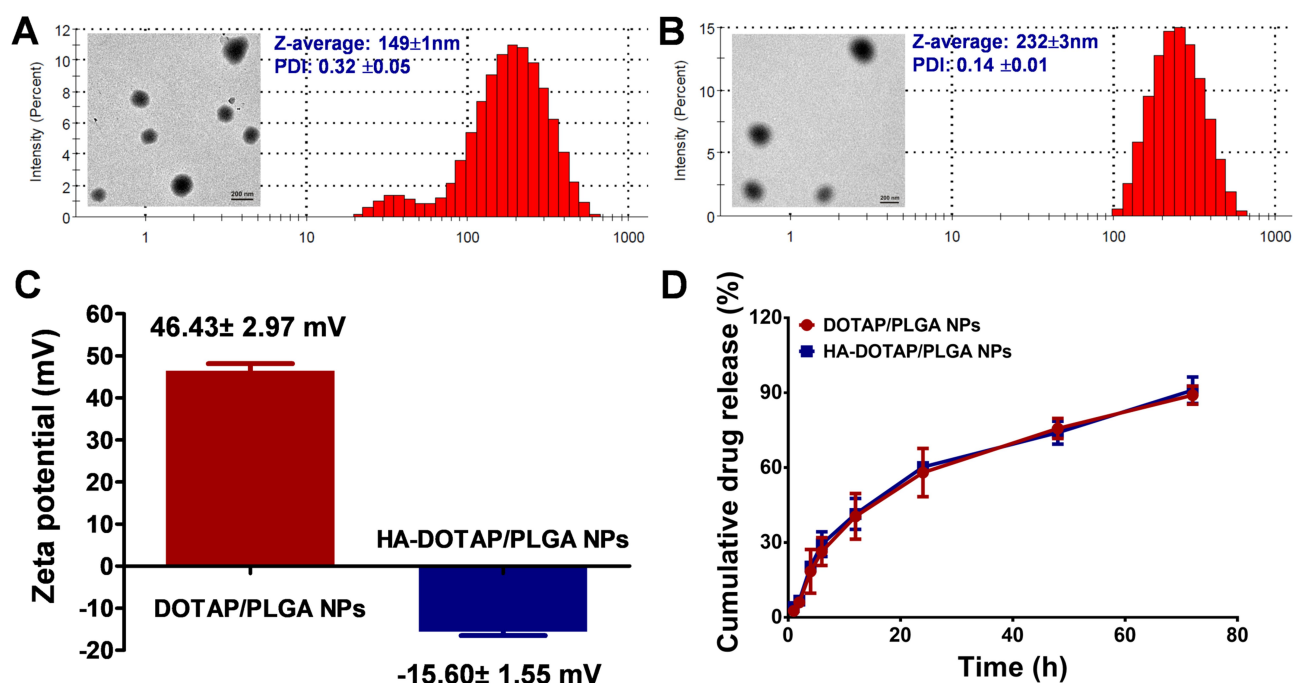 A
Intensity (Percent)
12
10
8
6
4
2
0
Z-average: 149±1nm
PDI: 0.32 ±0.05
200 nm
1
10
100
1000
B
Intensity (Percent)
15
10
5
0
Z-average: 232±3nm
PDI: 0.14 ±0.01
200 nm
1
10
100
1000
C
Zeta potential (mV)
60
50
40
30
20
10
0
-10
-20
46.43± 2.97 mV
HA-DOTAP/PLGA NPs
DOTAP/PLGA NPs
-15.60± 1.55 mV
D
Cumulative drug release (%)
120
90
60
30
0
DOTAP/PLGA NPs
HA-DOTAP/PLGA NPs
0
20
40
60
80
Time (h)